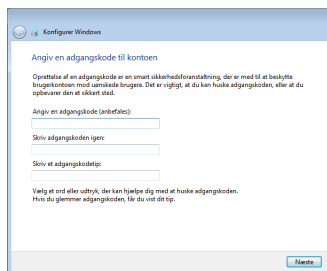 Konfigurer Windows
Angiv en adgangskode til kontoen
Oprettelse af en adgangskode er en smart sikkerhedsforanstaltning, der er med til at beskytte
brugerkontoen mod uønskede brugere. Det er vigtigt, at du kan huske adgangskoden, eller at du
opbevarer den et sikkert sted.
Angiv en adgangskode (anbefales):
Skriv adgangskoden igen:
Skriv et adgangskodetip:
Vælg et ord eller udtryk, der kan hjælpe dig med at huske adgangskoden.
Hvis du glemmer adgangskoden, får du vist dit tip.
Næste